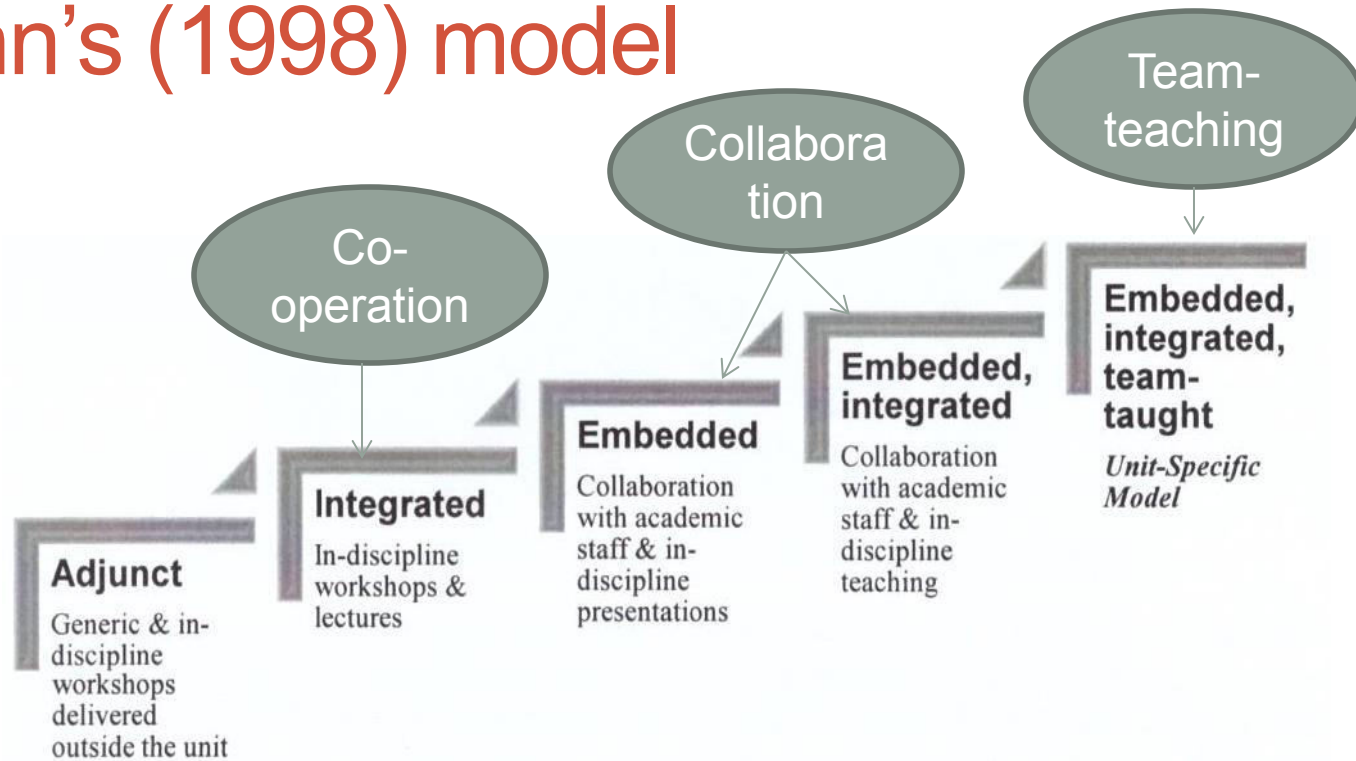 (1998) model
Team-
teaching
Collabora
tion
Co-
operation
Adjunct
Generic & in-
discipline
workshops
delivered
outside the unit
Integrated
In-discipline
workshops &
lectures
Embedded
Collaboration
with academic
staff & in-
discipline
presentations
Embedded,
integrated
Collaboration
with academic
staff & in-
discipline
teaching
Embedded,
integrated,
team-
taught
Unit-Specific
Model